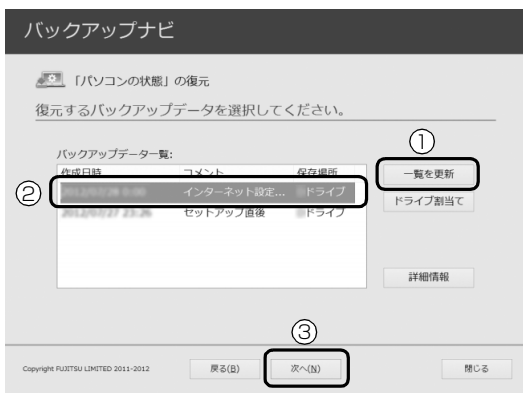 バックアップナビ
「パソコンの状態」の復元
復元するバックアップデータを選択してください。
①
バックアップデータ一覧:
作成日時 コメント 保存場所
一覧を更新
② インターネット設定... ドライブ
ドライブ割当て
セットアップ直後 ドライブ
詳細情報
③
Copyright FUJITSU LIMITED 2011-2012
戻る(B)
次へ(N)
閉じる